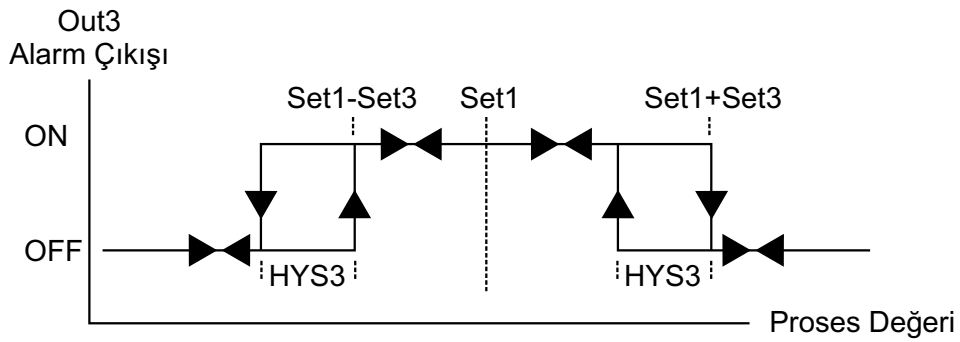 Out3
Alarm Çıkışı
Set1-Set3 Set1 Set1+Set3
ON
OFF
HYS3 HYS3
Proses Değeri